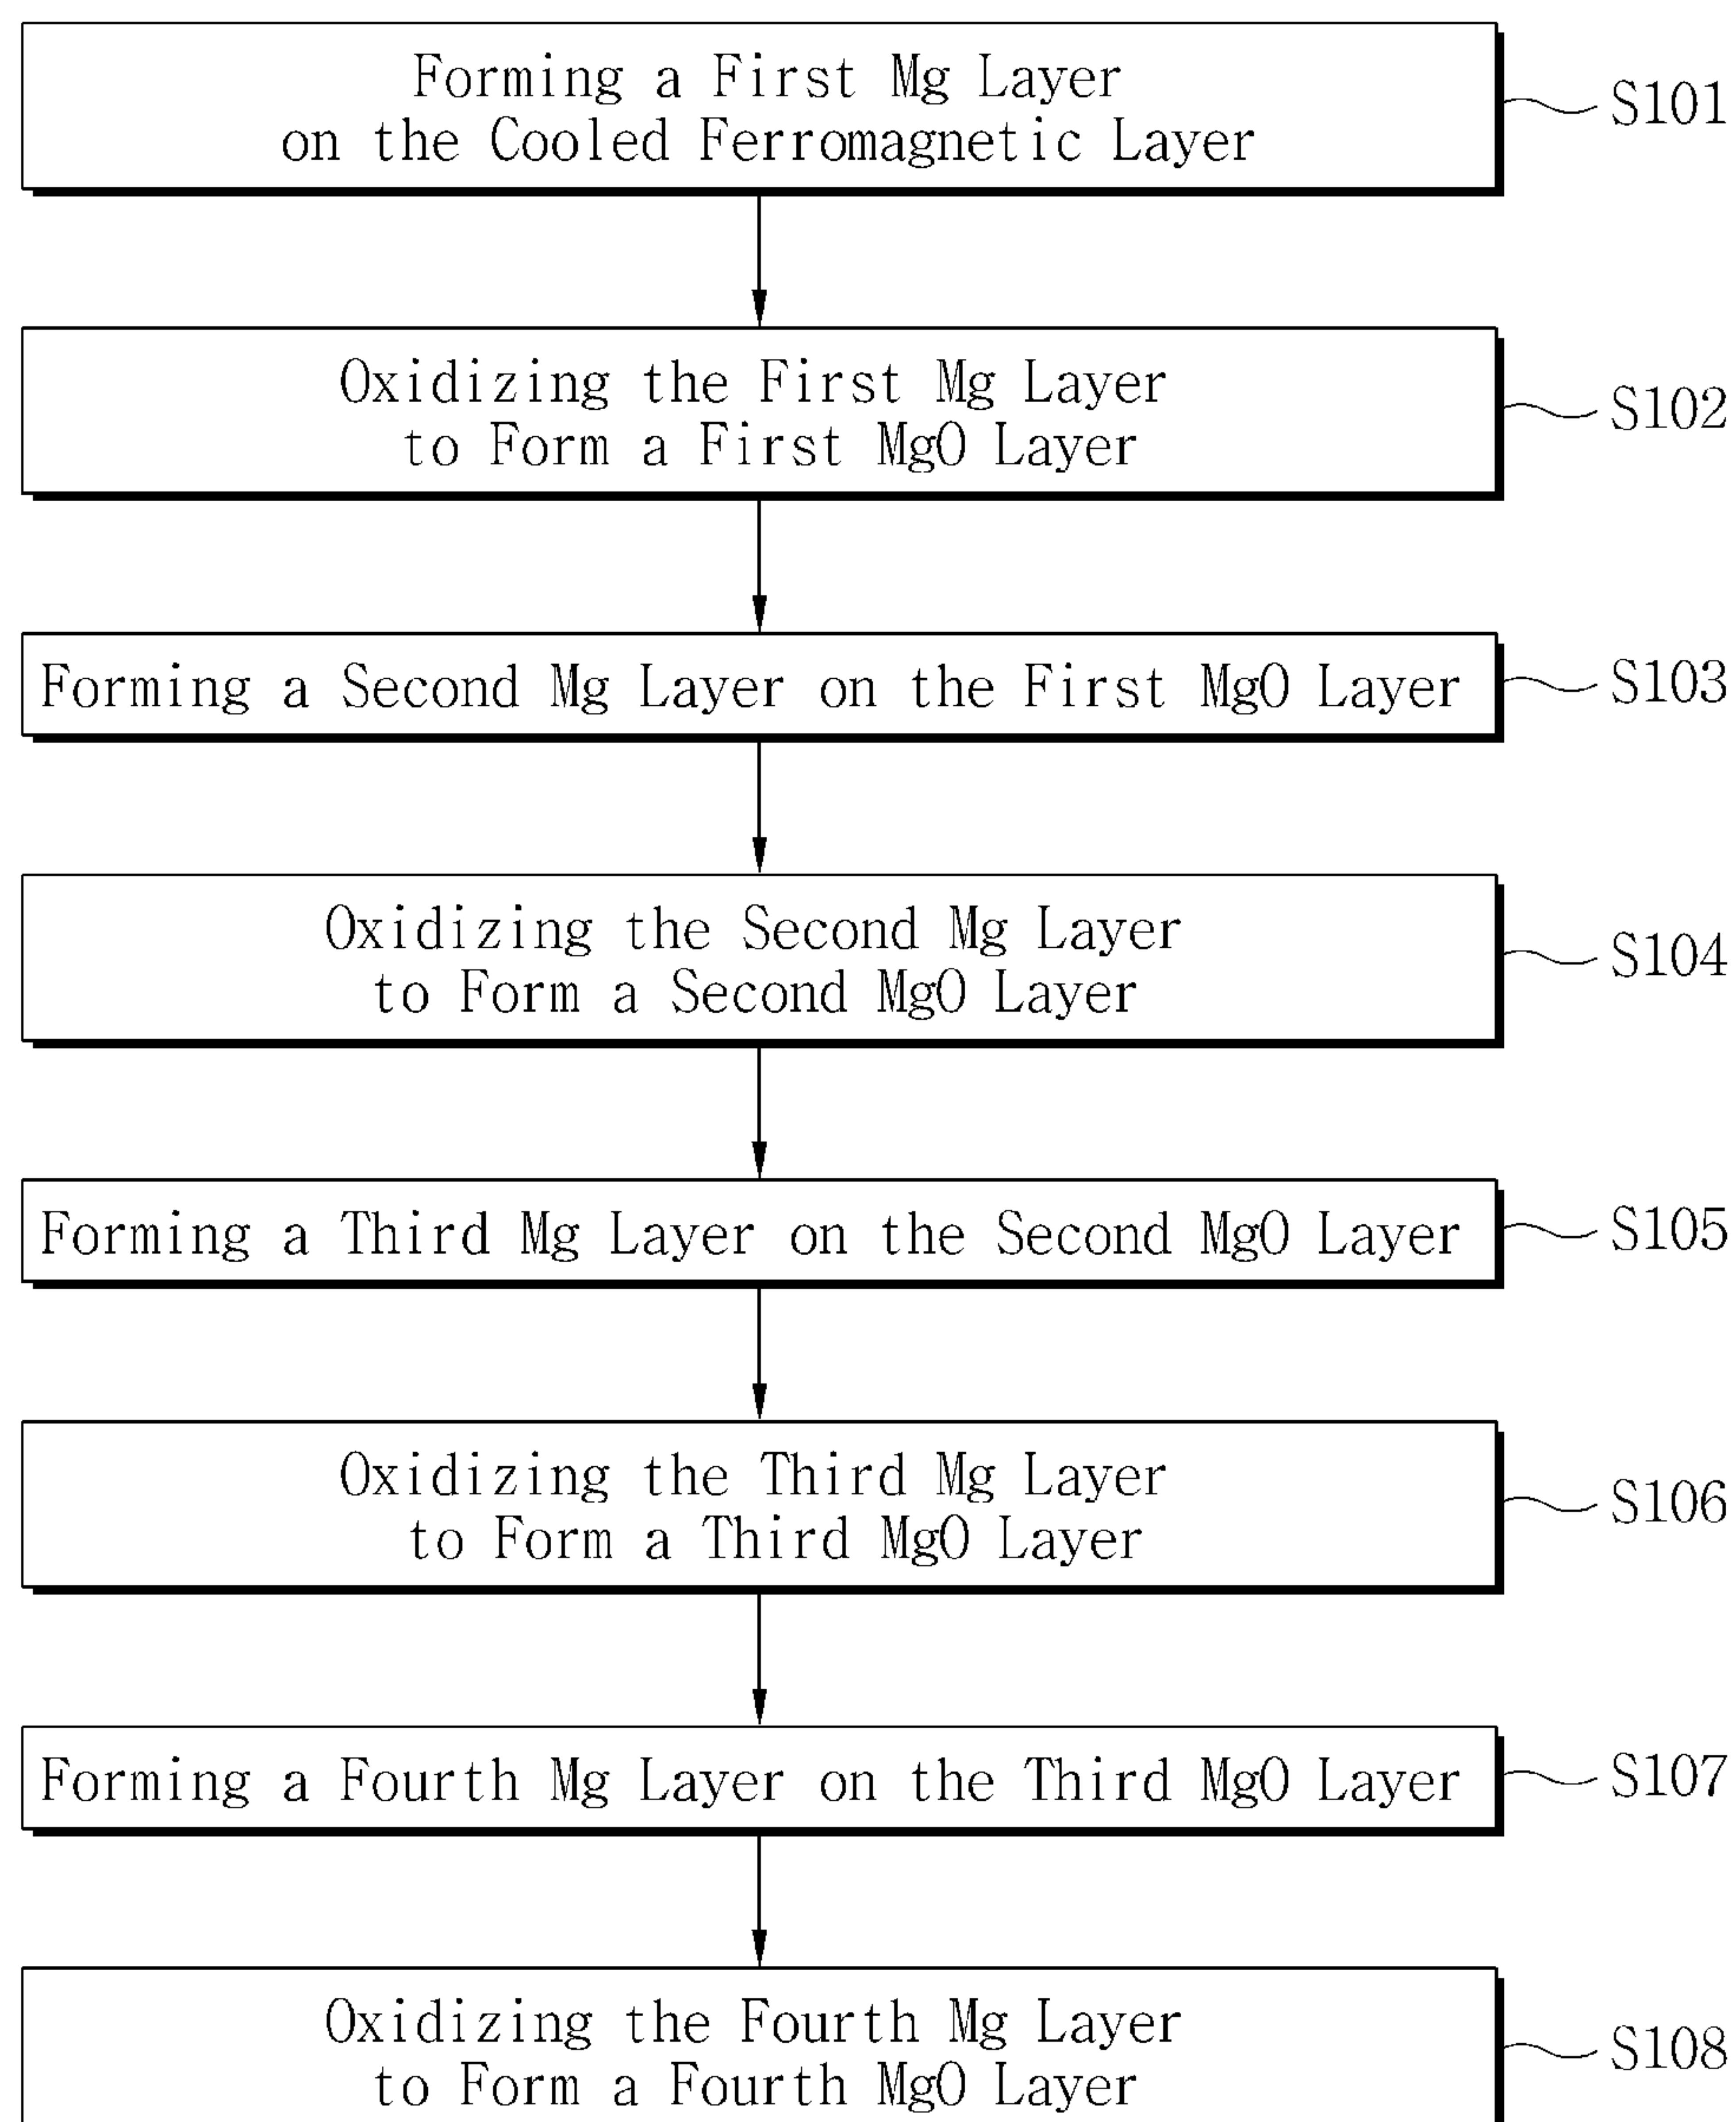 Forming a First Mg Layer
on the Cooled Ferromagnetic Layer
S101
Oxidizing the First Mg Layer
to Form a First MgO Layer
S102
Forming a Second Mg Layer on the First MgO Layer
S103
Oxidizing the Second Mg Layer
to Form a Second MgO Layer
S104
Forming a Third Mg Layer on the Second MgO Layer
S105
Oxidizing the Third Mg Layer
to Form a Third MgO Layer
S106
Forming a Fourth Mg Layer on the Third MgO Layer
S107
Oxidizing the Fourth Mg Layer
to Form a Fourth MgO Layer
S108